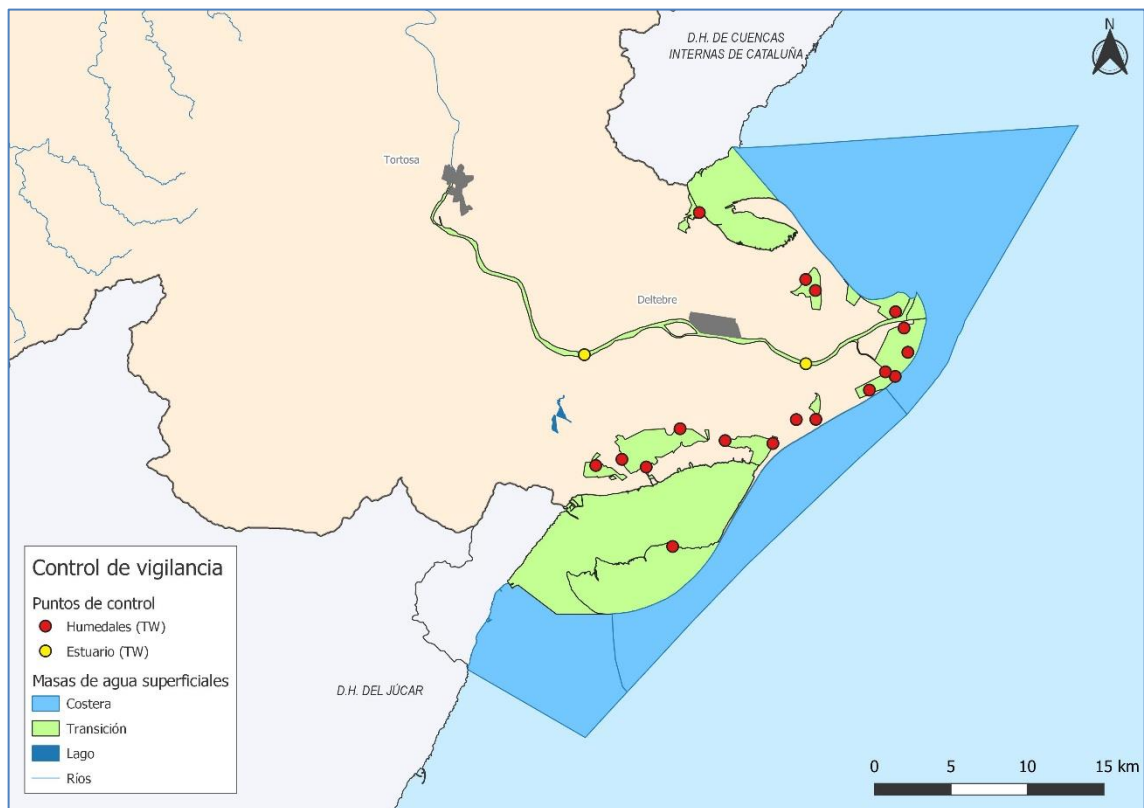 D.H. DE CUENCAS
INTERNAS DE CATALUÑA
N
Tortosa
Deltebre
D.H. DEL JÚCAR
Control de vigilancia
Puntos de control
Humedales (TW)
Estuario (TW)
Masas de agua superficiales
Costera
Transición
Lago
Ríos
0 5 10 15 km